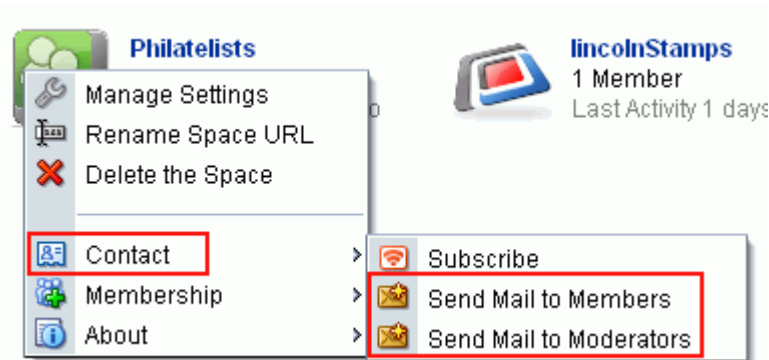 Philatelists
lincolnStamps
1 Member
Last Activity 1 days
Manage Settings
Rename Space URL
Delete the Space
Contact
Subscribe
Membership
Send Mail to Members
About
Send Mail to Moderators